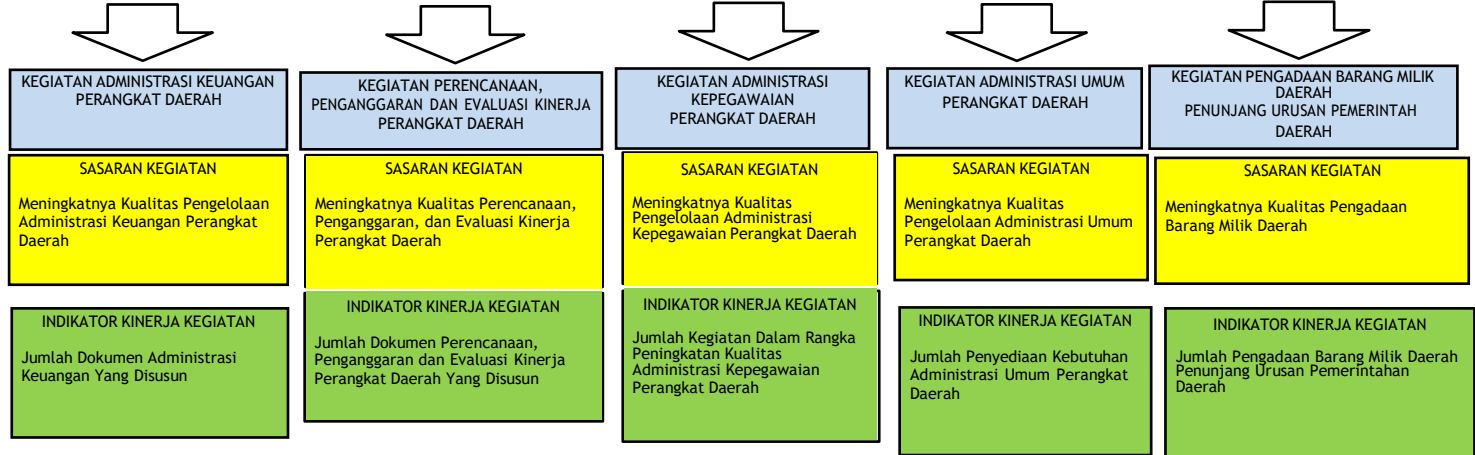 KEGIATAN ADMINISTRASI KEUANGAN
PERANGKAT DAERAH
SASARAN KEGIATAN
Meningkatnya Kualitas Pengelolaan
Administrasi Keuangan Perangkat
Daerah
INDIKATOR KINERJA KEGIATAN
Jumlah Dokumen Administrasi
Keuangan Yang Disusun
KEGIATAN PERENCANAAN,
PENGANGGARAN DAN EVALUASI KINERJA
PERANGKAT DAERAH
SASARAN KEGIATAN
Meningkatnya Kualitas Perencanaan,
Penganggaran, dan Evaluasi Kinerja
Perangkat Daerah
INDIKATOR KINERJA KEGIATAN
Jumlah Dokumen Perencanaan,
Penganggaran dan Evaluasi Kinerja
Perangkat Daerah Yang Disusun
KEGIATAN ADMINISTRASI
KEPEGAWAIAN
PERANGKAT DAERAH
SASARAN KEGIATAN
Meningkatnya Kualitas
Pengelolaan Administrasi
Kepegawaian Perangkat Daerah
INDIKATOR KINERJA KEGIATAN
Jumlah Kegiatan Dalam Rangka
Peningkatan Kualitas
Administrasi Kepegawaian
Perangkat Daerah
KEGIATAN ADMINISTRASI UMUM
PERANGKAT DAERAH
SASARAN KEGIATAN
Meningkatnya Kualitas
Pengelolaan Administrasi Umum
Perangkat Daerah
INDIKATOR KINERJA KEGIATAN
Jumlah Penyediaan Kebutuhan
Administrasi Umum Perangkat
Daerah
KEGIATAN PENGADAAN BARANG MILIK
DAERAH
PENUNJANG URUSAN PEMERINTAH
DAERAH
SASARAN KEGIATAN
Meningkatnya Kualitas Pengadaan
Barang Milik Daerah
INDIKATOR KINERJA KEGIATAN
Jumlah Pengadaan Barang Milik Daerah
Penunjang Urusan Pemerintahan
Daerah